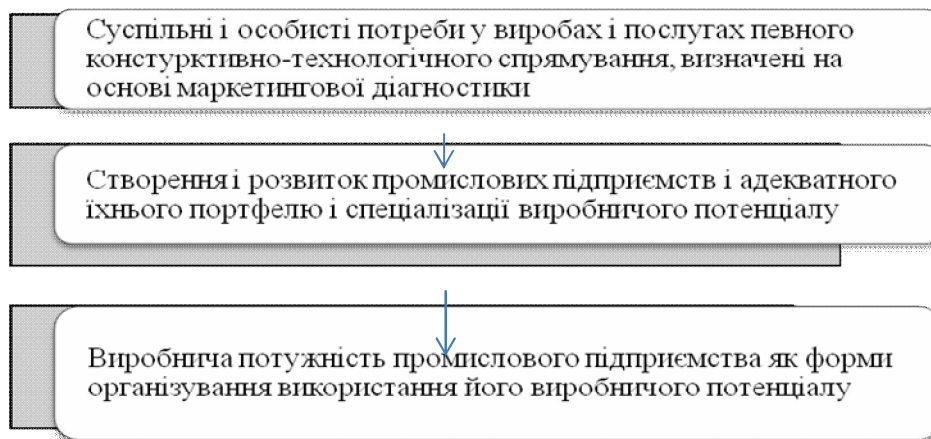 Суспільні і особисті потреби у виробах і послугах певного
констурктивно-технологічного спрямування, визначені на
основі маркетингової діагностики
Створення і розвиток промислових підприємств і адекватного
їхнього портфелю і спеціалізації виробничого потенціалу
Виробнича потужність промислового підприємства як форми
організування використання його виробничого потенціалу